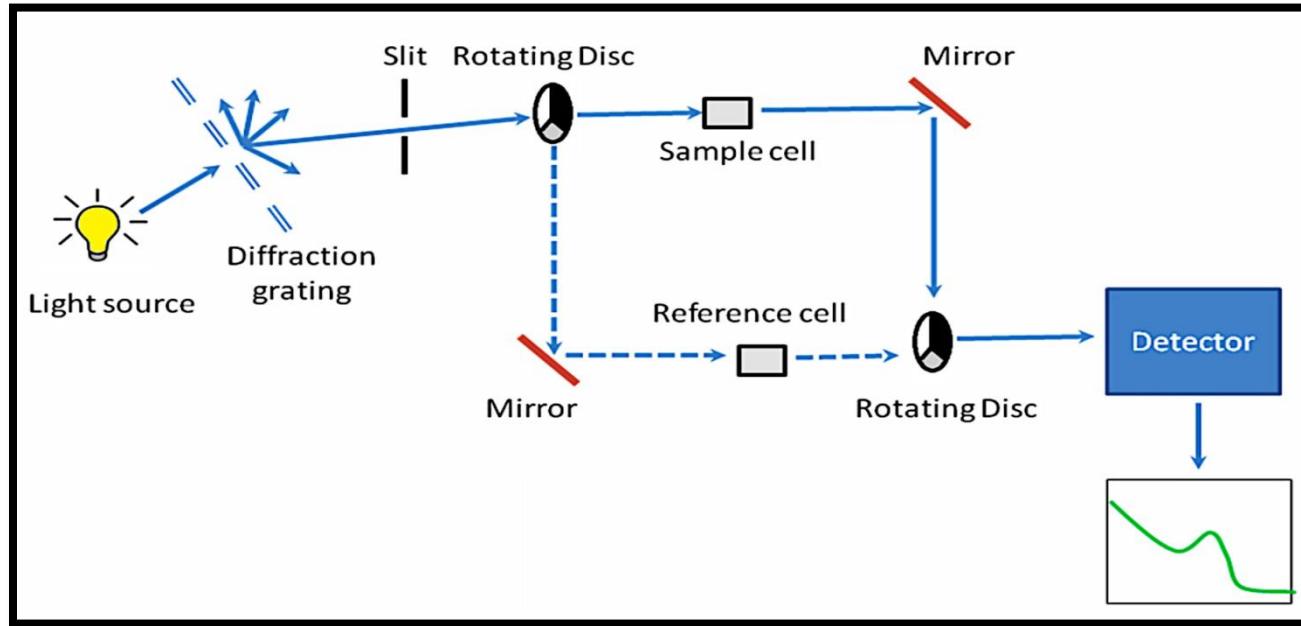 Slit
Rotating Disc
Mirror
Sample cell
Diffraction
grating
Light source
Reference cell
Detector
Mirror
Rotating Disc